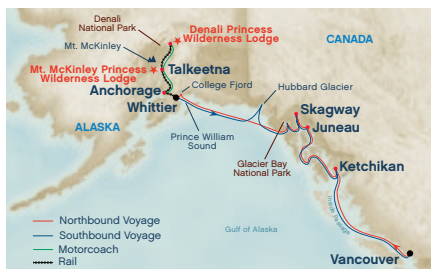 Denali
National Park
Denali Princess
Wilderness Lodge
CANADA
Mt. McKinley
Mt. McKinley Princess
Wilderness Lodge
Talkeetna
College Fjord
Hubbard Glacier
Anchorage
Whittier
Skagway
Juneau
ALASKA
Prince William
Sound
Glacier Bay
National Park
Ketchikan
Inside Passage
Northbound Voyage
Southbound Voyage
Motorcoach
Rail
Gulf of Alaska
Vancouver